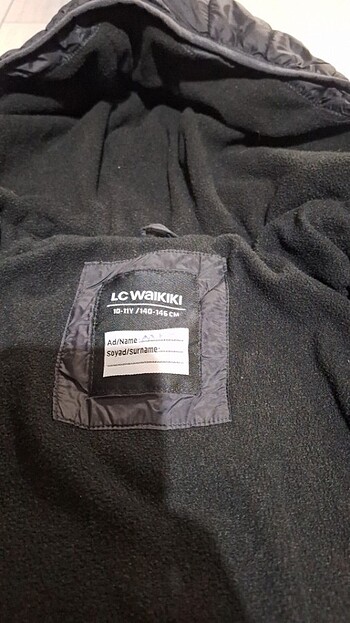 LC WAIKIKI
10-11Y / 140-146 CM
Ad/Name:
Soyad/Surname: